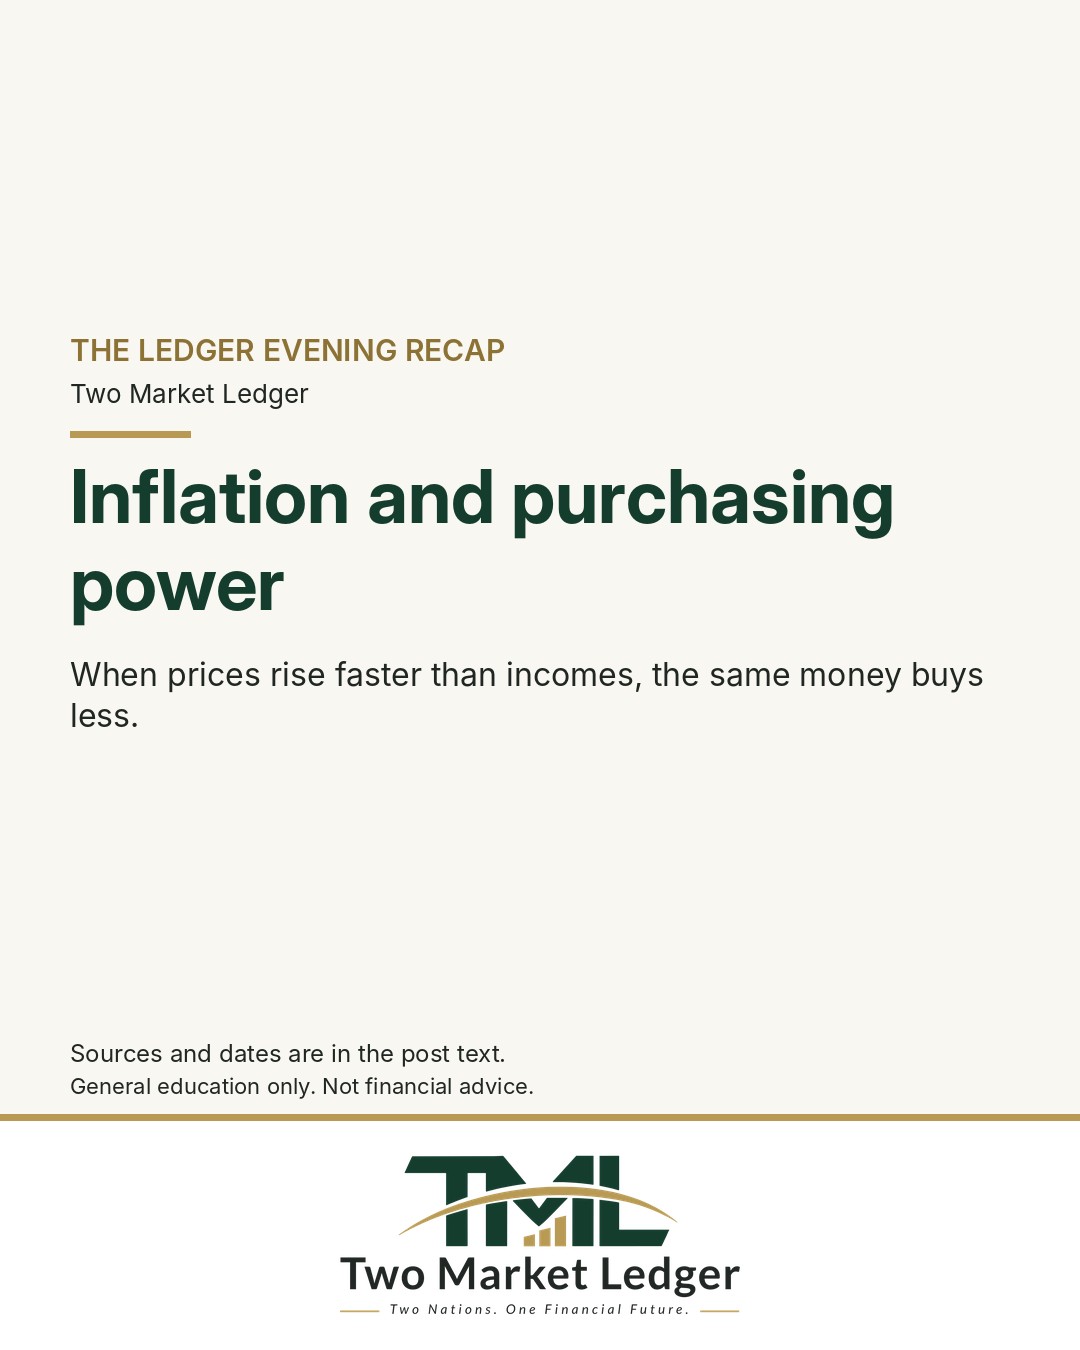 THE LEDGER EVENING RECAP
Two Market Ledger
Inflation and purchasing
power
When prices rise faster than incomes, the same money buys
less.
Sources and dates are in the post text.
General education only. Not financial advice.
TML
Two Market Ledger
Two Nations. One Financial Future.